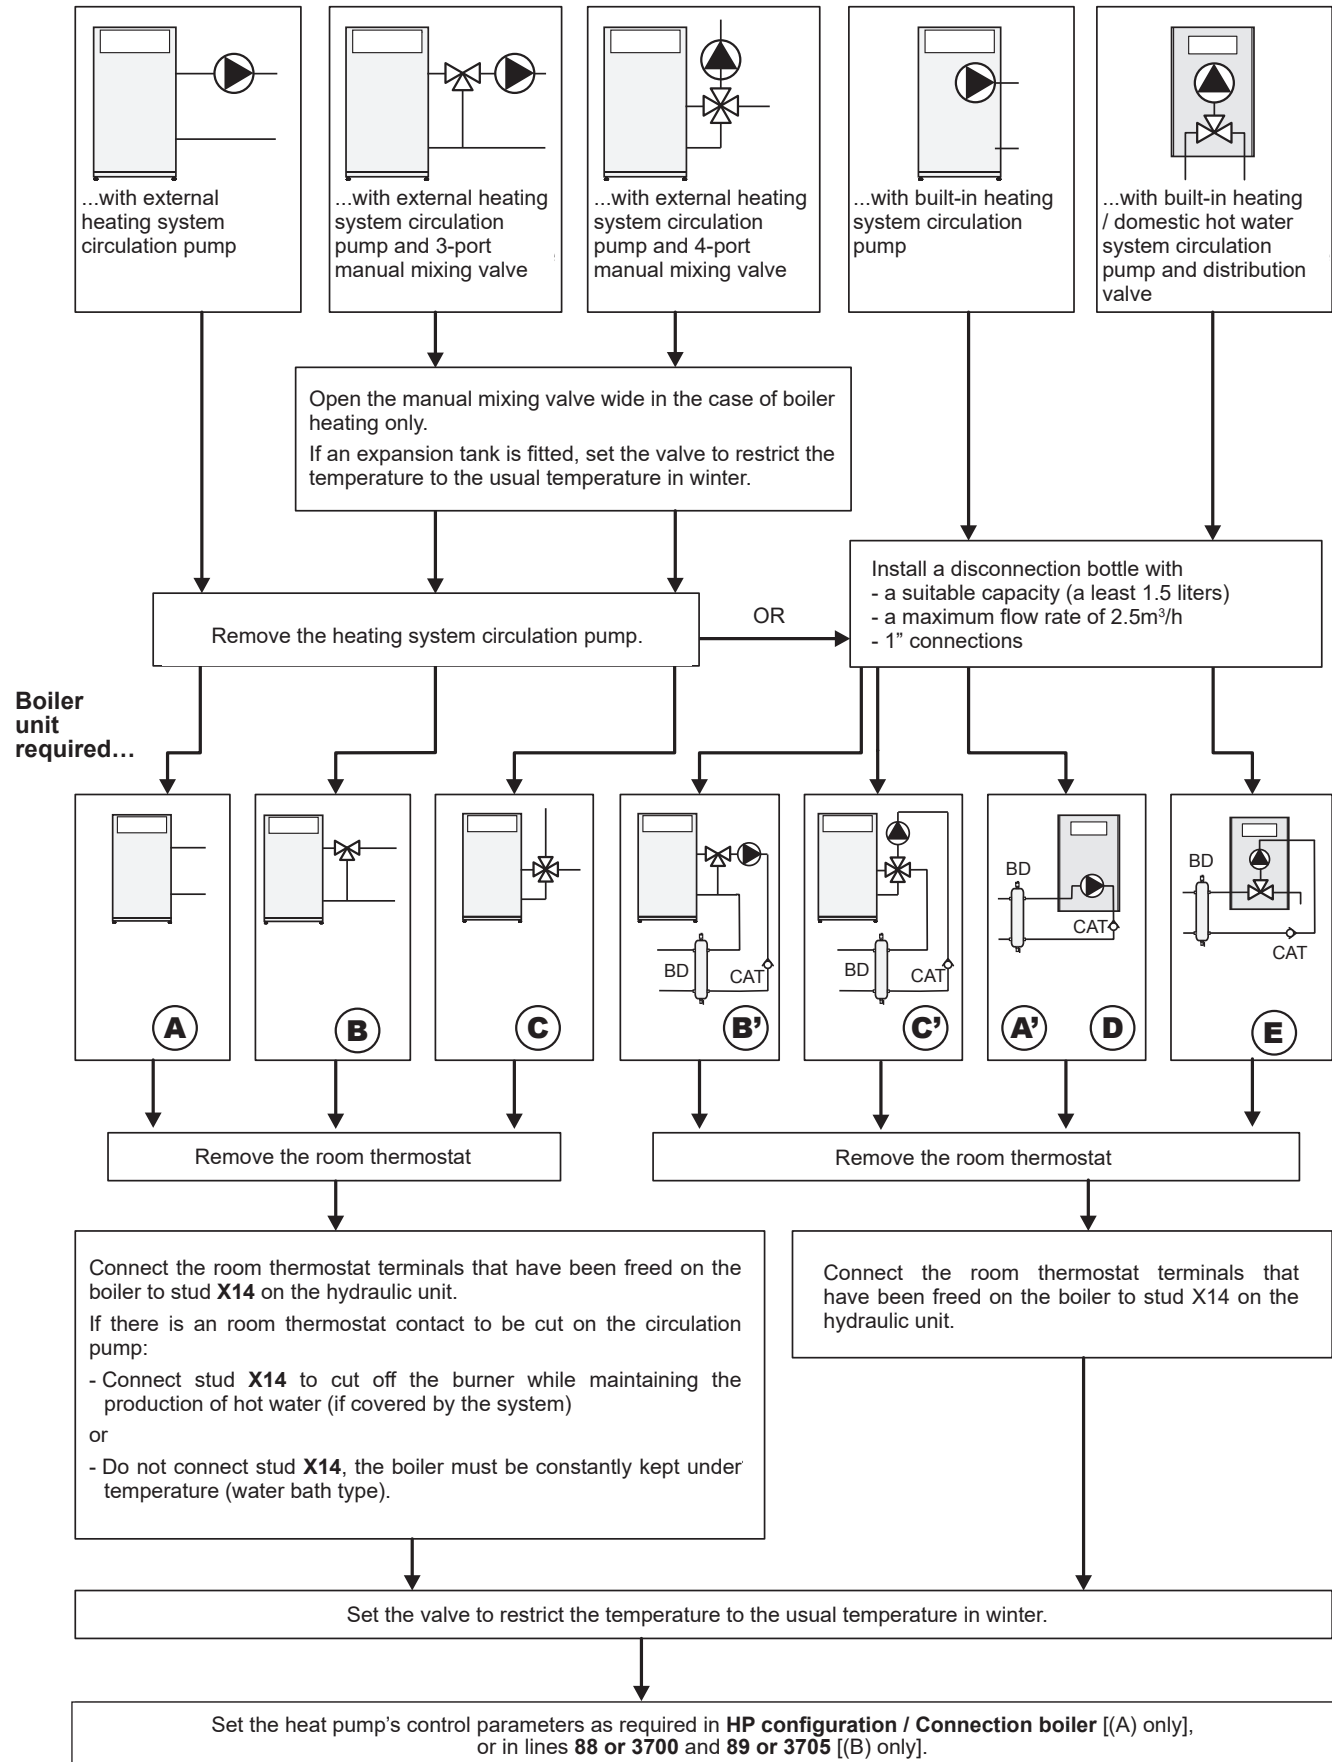 ...with external
heating system
circulation pump
...with external heating
system circulation
pump and 3-port
manual mixing valve
...with external heating
system circulation
pump and 4-port
manual mixing valve
...with built-in heating
system circulation
pump
...with built-in heating
/ domestic hot water
system circulation
pump and distribution
valve
Open the manual mixing valve wide in the case of boiler
heating only.
If an expansion tank is fitted, set the valve to restrict the
temperature to the usual temperature in winter.
Remove the heating system circulation pump.
OR
Install a disconnection bottle with
- a suitable capacity (a least 1.5 liters)
- a maximum flow rate of 2.5m³/h
- 1” connections
Boiler
unit
required…
A
B
C
BD
CAT
B’
BD
CAT
C’
BD
CAT
A’
D
BD
CAT
E
Remove the room thermostat
Remove the room thermostat
Connect the room thermostat terminals that have been freed on the
boiler to stud X14 on the hydraulic unit.
If there is an room thermostat contact to be cut on the circulation
pump:
- Connect stud X14 to cut off the burner while maintaining the
production of hot water (if covered by the system)
or
- Do not connect stud X14, the boiler must be constantly kept under
temperature (water bath type).
Connect the room thermostat terminals that
have been freed on the boiler to stud X14 on the
hydraulic unit.
Set the valve to restrict the temperature to the usual temperature in winter.
Set the heat pump’s control parameters as required in HP configuration / Connection boiler [(A) only],
or in lines 88 or 3700 and 89 or 3705 [(B) only].